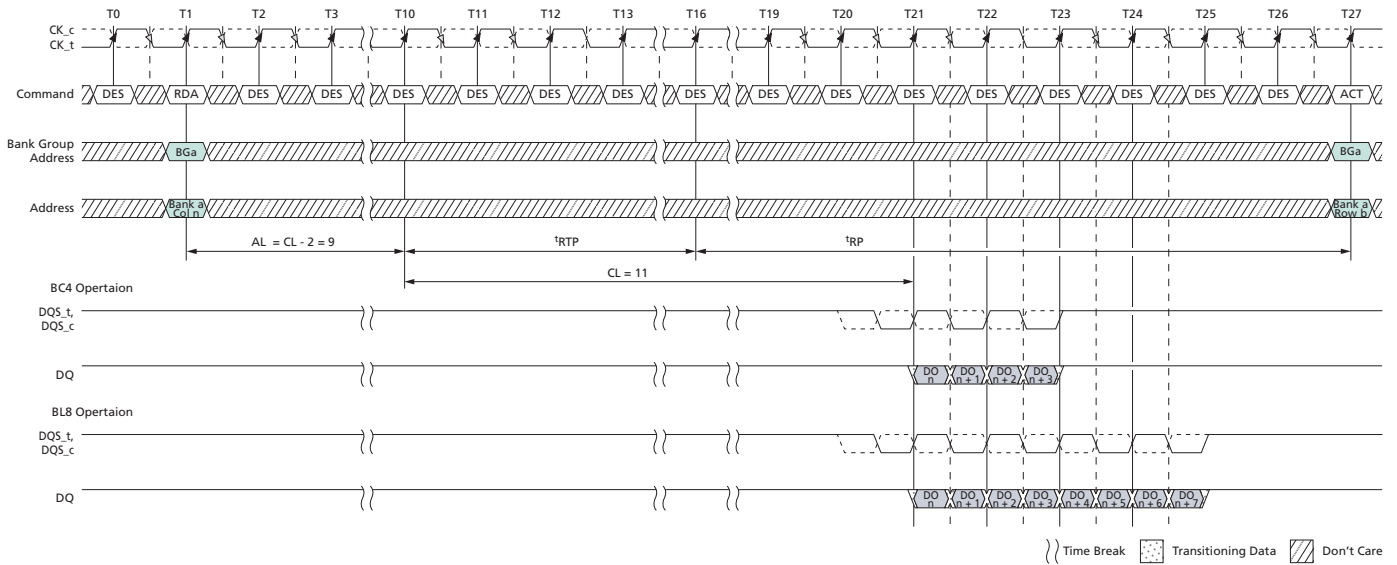 T0 T1 T2 T3 T10 T11 T12 T13 T16 T19 T20 T21 T22 T23 T24 T25 T26 T27
CK_c
CK_t
Command DES RDA DES DES DES DES DES DES DES DES DES DES DES DES DES DES DES ACT
Bank Group
Address
BGa BGa
Address
Bank a
Col n
Bank a
Row b
AL = CL - 2 = 9
tRTP
tRP
CL = 11
BC4 Opertaion
DQS_t,
DQS_c
DQ
DO
n
DO
n + 1
DO
n + 2
DO
n + 3
BL8 Opertaion
DQS_t,
DQS_c
DQ
DO
n
DO
n + 1
DO
n + 2
DO
n + 3
DO
n + 4
DO
n + 5
DO
n + 6
DO
n + 7
Time Break Transitioning Data Don't Care